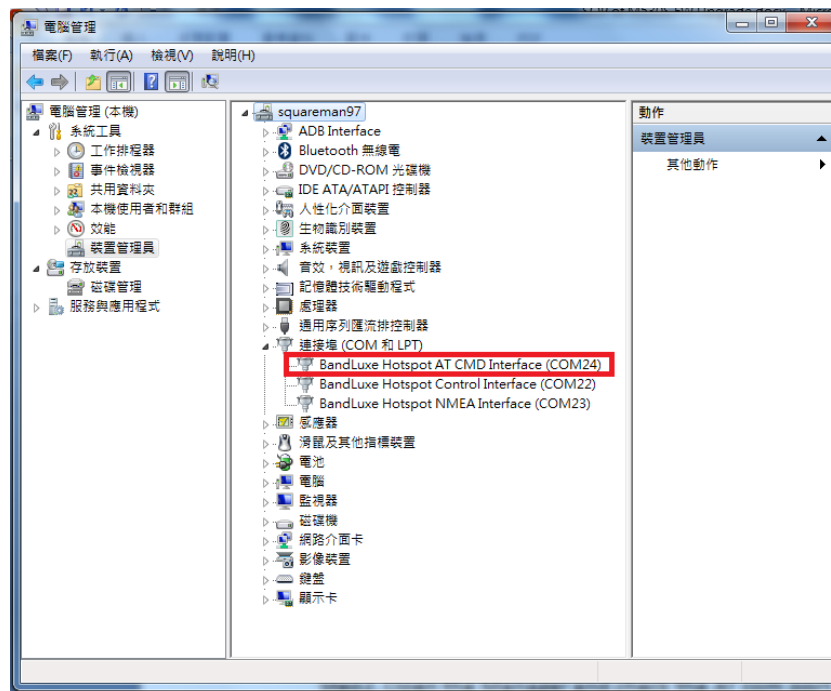 電腦管理
檔案(F) 執行(A) 檢視(V) 說明(H)
電腦管理 (本機)
系統工具
工作排程器
事件檢視器
共用資料夾
本機使用者和群組
效能
裝置管理員
存放裝置
磁碟管理
服務與應用程式
squareman97
ADB Interface
Bluetooth 無線電
DVD/CD-ROM 光碟機
IDE ATA/ATAPI 控制器
人性化介面裝置
生物識別裝置
系統裝置
音效，視訊及遊戲控制器
記憶體技術驅動程式
處理器
通用序列匯流排控制器
連接埠 (COM 和 LPT)
BandLuxe Hotspot AT CMD Interface (COM24)
BandLuxe Hotspot Control Interface (COM22)
BandLuxe Hotspot NMEA Interface (COM23)
感應器
滑鼠及其他指標裝置
電池
電腦
監視器
磁碟機
網路介面卡
影像裝置
鍵盤
顯示卡
動作
裝置管理員
其他動作